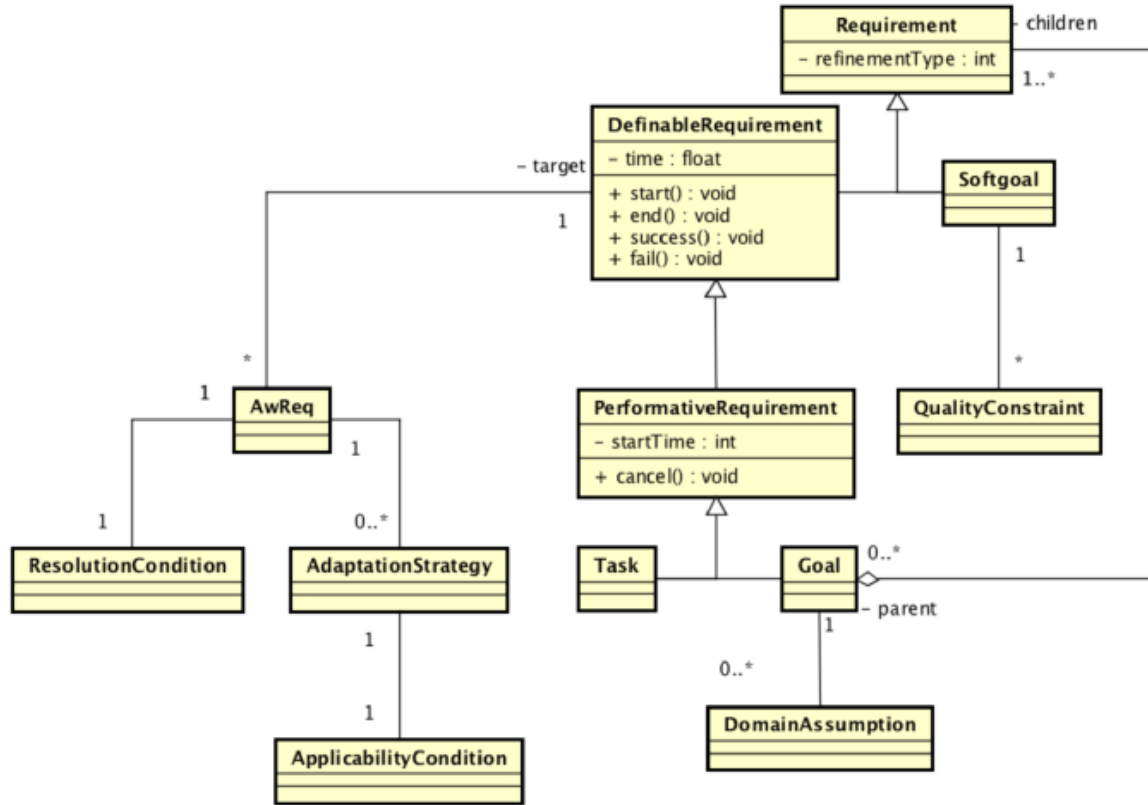 Requirement
- refinementType : int
- children
1..*
DefinableRequirement
- time : float
+ start() : void
+ end() : void
+ success() : void
+ fail() : void
- target
1
Softgoal
1
*
*
1
AwReq
1
PerformativeRequirement
- startTime : int
+ cancel() : void
QualityConstraint
1
0..*
ResolutionCondition
AdaptationStrategy
Task
Goal
0..*
- parent
1
1
0..*
1
DomainAssumption
ApplicabilityCondition